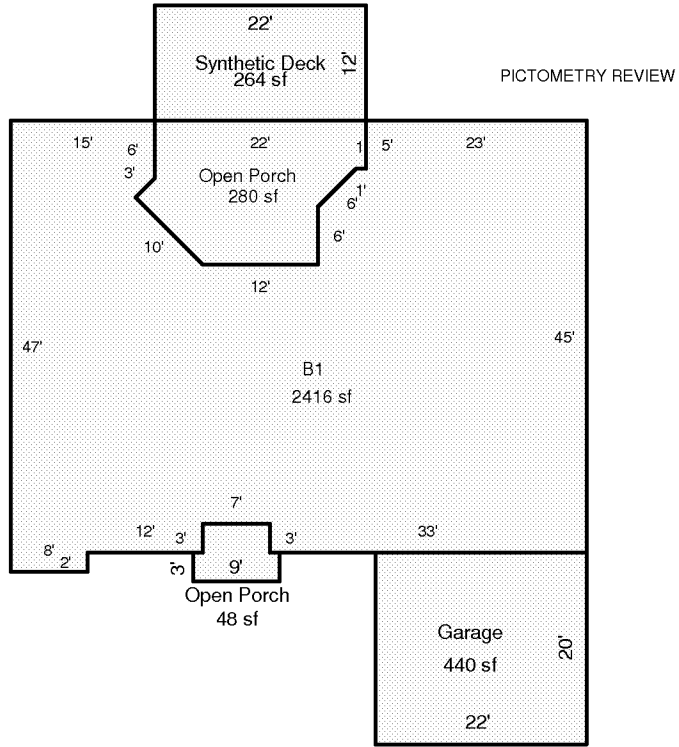 22'
Synthetic Deck
264 sf
12'
PICTOMETRY REVIEW
15'
6'
22'
1
5'
23'
3'
Open Porch
280 sf
1'
6'
10'
6'
12'
47'
45'
B1
2416 sf
7'
12'
3'
3'
33'
8'
2'
3'
9'
Open Porch
48 sf
Garage
440 sf
20'
22'